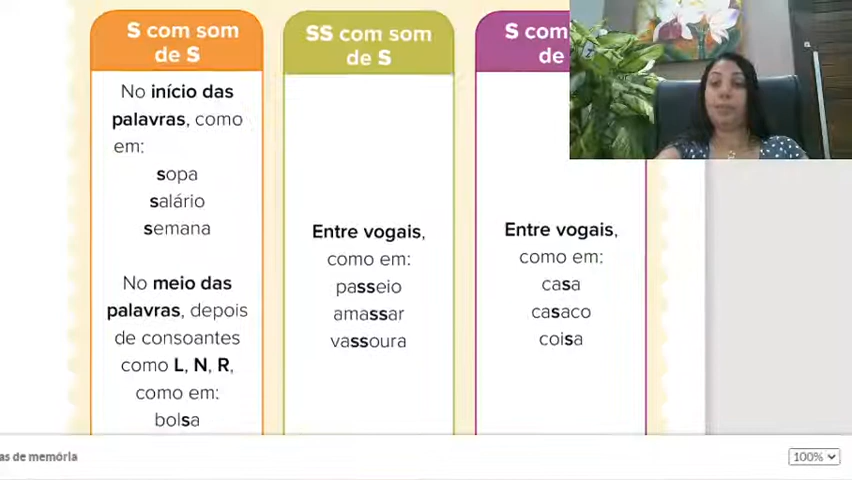 S com som
de S
No início das
palavras, como
em:
sopa
salário
semana
No meio das
palavras, depois
de consoantes
como L, N, R,
como em:
bolsa
SS com som
de S
Entre vogais,
como em:
passeio
amassar
vassoura
S com
de
Entre vogais,
como em:
casa
casaco
coisa
as de memória
100%